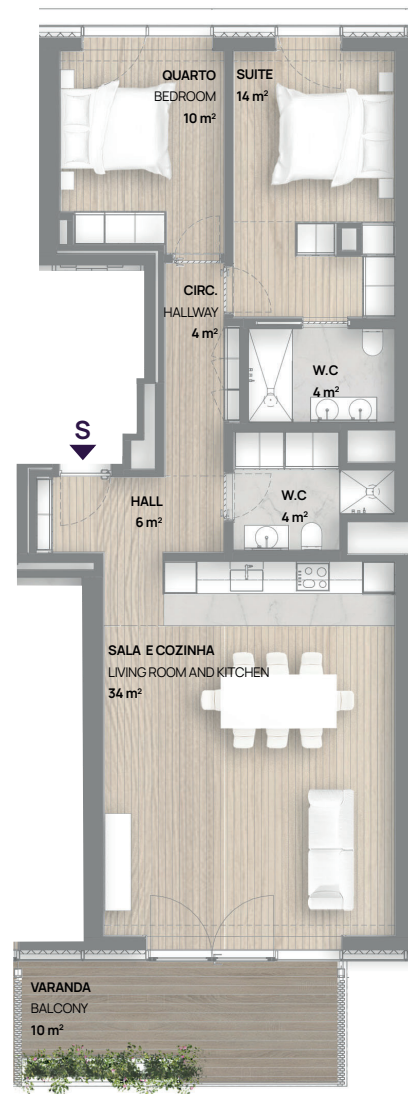 QUARTO
BEDROOM
10 m²
SUITE
14 m²
CIRC.
HALLWAY
4 m²
W.C
4 m²
S
HALL
6 m²
W.C
4 m²
SALA E COZINHA
LIVING ROOM AND KITCHEN
34 m²
VARANDA
BALCONY
10 m²